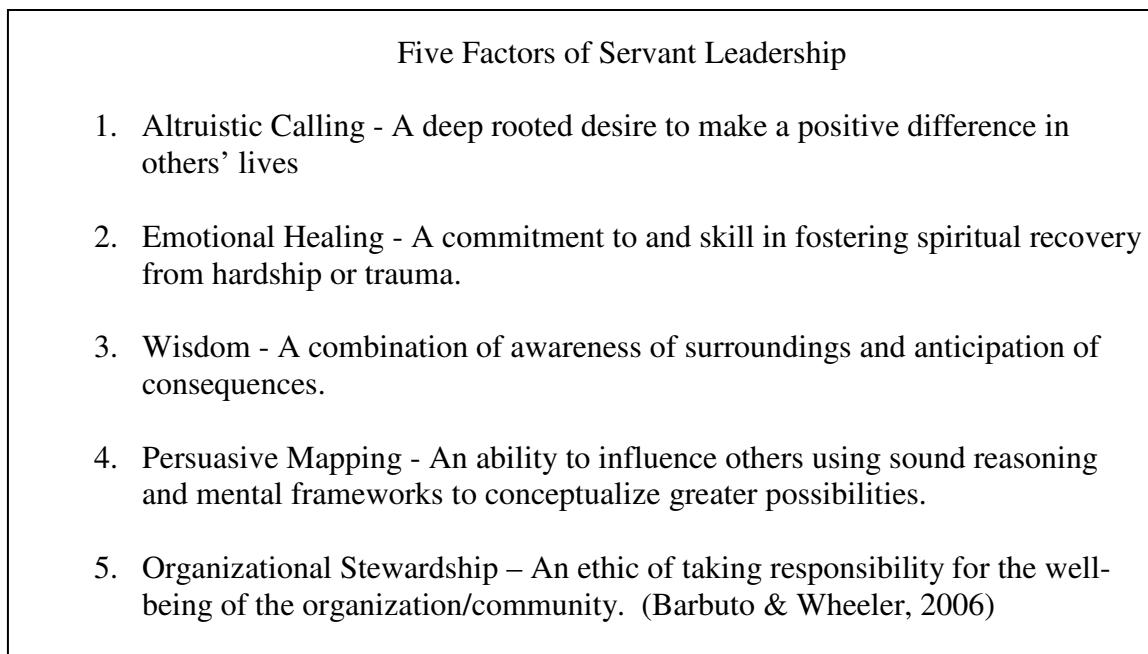 Five Factors of Servant Leadership
1. Altruistic Calling - A deep rooted desire to make a positive difference in
others’ lives
2. Emotional Healing - A commitment to and skill in fostering spiritual recovery
from hardship or trauma.
3. Wisdom - A combination of awareness of surroundings and anticipation of
consequences.
4. Persuasive Mapping - An ability to influence others using sound reasoning
and mental frameworks to conceptualize greater possibilities.
5. Organizational Stewardship – An ethic of taking responsibility for the well-
being of the organization/community.  (Barbuto & Wheeler, 2006)